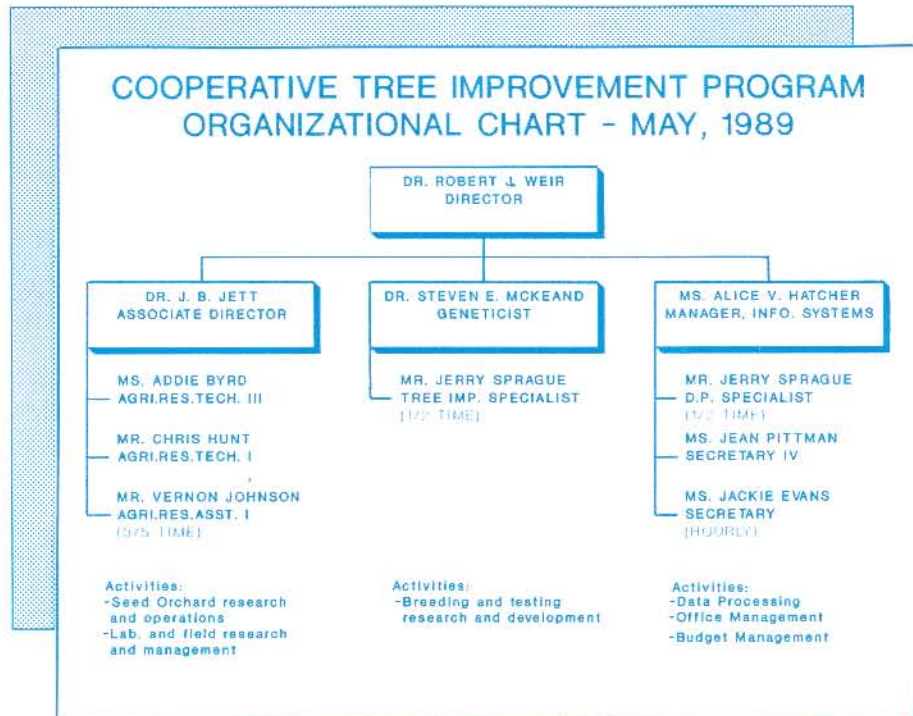 COOPERATIVE TREE IMPROVEMENT PROGRAM
ORGANIZATIONAL CHART - MAY, 1989
DR. ROBERT J. WEIR
DIRECTOR
DR. J. B. JETT
ASSOCIATE DIRECTOR
MS. ADDIE BYRD
AGRI.RES.TECH. III
MR. CHRIS HUNT
AGRI.RES.TECH. I
MR. VERNON JOHNSON
AGRI.RES.ASST. I
TIME)
Activities:
-Seed Orchard research
and operations
-Lab. and field research
and management
DR. STEVEN E. MCKEAND
GENETICIST
MR. JERRY SPRAGUE
TREE IMP. SPECIALIST
(1/2 TIME)
Activities:
-Breeding and testing
research and development
MS. ALICE V. HATCHER
MANAGER, INFO. SYSTEMS
MR. JERRY SPRAGUE
D.P. SPECIALIST
(1/2 TIME)
MS. JEAN PITTMAN
SECRETARY IV
MS. JACKIE EVANS
SECRETARY
(HOURLY)
Activities:
-Data Processing
-Office Management
-Budget Management